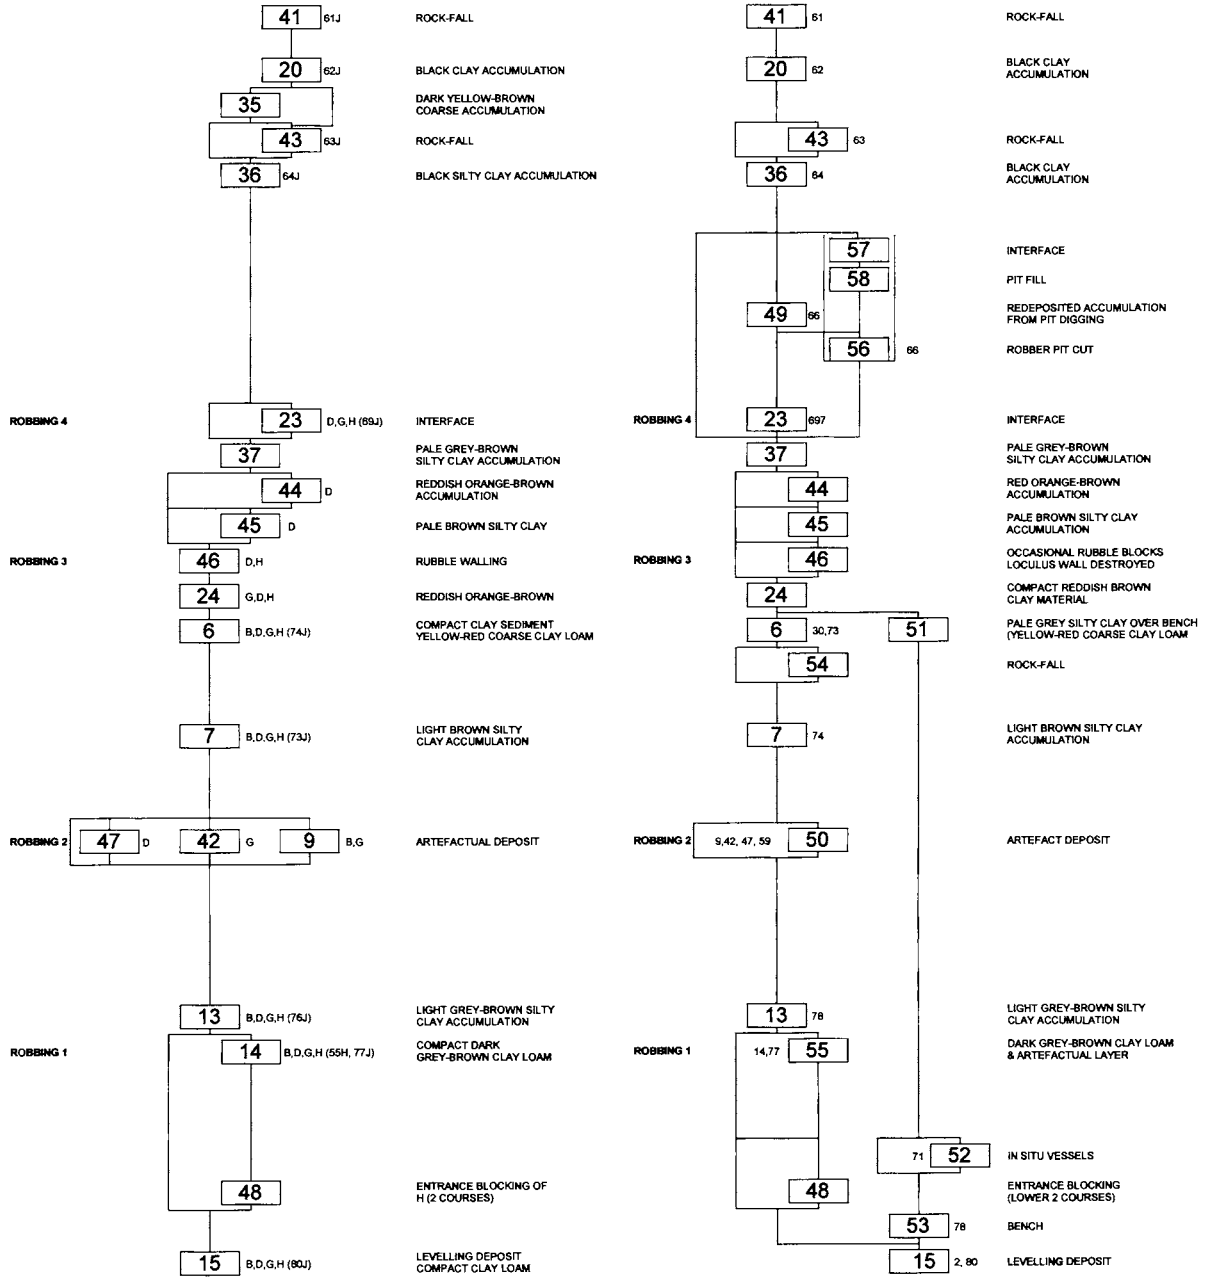 41 61J ROCK-FALL
20 62J BLACK CLAY ACCUMULATION
35 DARK YELLOW-BROWN
COARSE ACCUMULATION
43 63J ROCK-FALL
36 64J BLACK SILTY CLAY ACCUMULATION
ROBBING 4 23 D,G,H (69J) INTERFACE
37 PALE GREY-BROWN
SILTY CLAY ACCUMULATION
44 D REDDISH ORANGE-BROWN
ACCUMULATION
45 D PALE BROWN SILTY CLAY
ROBBING 3 46 D,H RUBBLE WALLING
24 G,D,H REDDISH ORANGE-BROWN
6 B,D,G,H (74J) COMPACT CLAY SEDIMENT
YELLOW-RED COARSE CLAY LOAM
7 B,D,G,H (73J) LIGHT BROWN SILTY
CLAY ACCUMULATION
ROBBING 2 47 D 42 G 9 B,G ARTEFACTUAL DEPOSIT
13 B,D,G,H (76J) LIGHT GREY-BROWN SILTY
CLAY ACCUMULATION
ROBBING 1 14 B,D,G,H (55H, 77J) COMPACT DARK
GREY-BROWN CLAY LOAM
48 ENTRANCE BLOCKING OF
H (2 COURSES)
15 B,D,G,H (80J) LEVELLING DEPOSIT
COMPACT CLAY LOAM
41 61 ROCK-FALL
20 62 BLACK CLAY
ACCUMULATION
43 63 ROCK-FALL
36 64 BLACK CLAY
ACCUMULATION
57 INTERFACE
58 PIT FILL
49 66 REDEPOSITED ACCUMULATION
FROM PIT DIGGING
56 66 ROBBER PIT CUT
ROBBING 4 23 697 INTERFACE
37 PALE GREY-BROWN
SILTY CLAY ACCUMULATION
44 RED ORANGE-BROWN
ACCUMULATION
45 PALE BROWN SILTY CLAY
ACCUMULATION
ROBBING 3 46 OCCASIONAL RUBBLE BLOCKS
LOCULUS WALL DESTROYED
24 COMPACT REDDISH BROWN
CLAY MATERIAL
6 30,73 51 PALE GREY SILTY CLAY OVER BENCH
(YELLOW-RED COARSE CLAY LOAM
54 ROCK-FALL
7 74 LIGHT BROWN SILTY CLAY
ACCUMULATION
ROBBING 2 9,42, 47, 59 50 ARTEFACT DEPOSIT
13 78 LIGHT GREY-BROWN SILTY
CLAY ACCUMULATION
ROBBING 1 14,77 55 DARK GREY-BROWN CLAY LOAM
& ARTEFACTUAL LAYER
71 52 IN SITU VESSELS
48 ENTRANCE BLOCKING
(LOWER 2 COURSES)
53 78 BENCH
15 2, 80 LEVELLING DEPOSIT